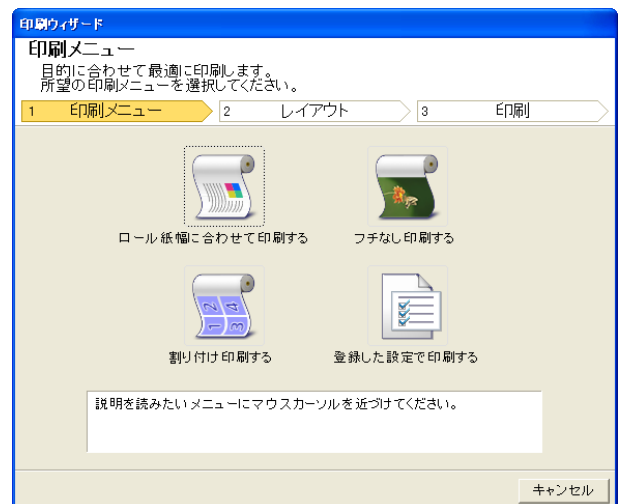 印刷ウィザード
印刷メニュー
目的に合わせて最適に印刷します。
所望の印刷メニューを選択してください。
1 印刷メニュー 2 レイアウト 3 印刷
ロール紙幅に合わせて印刷する フチなし印刷する
1 2 3 4
割り付け印刷する 登録した設定で印刷する
説明を読みたいメニューにマウスカーソルを近づけてください。
キャンセル